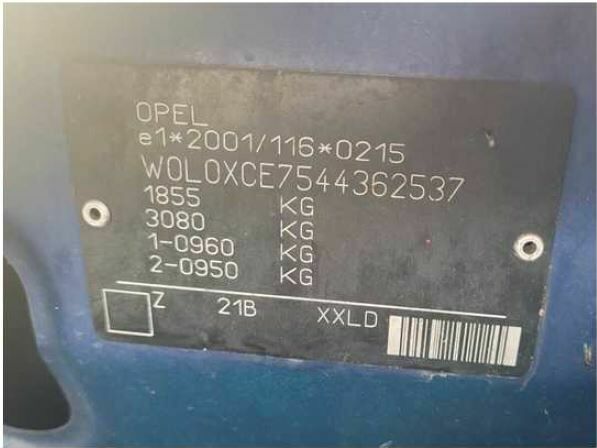 OPEL
e1*2001/116*0215
W0L0XCE7544362537
1855 KG
3080 KG
1-0960 KG
2-0950 KG
Z 21B XXLD